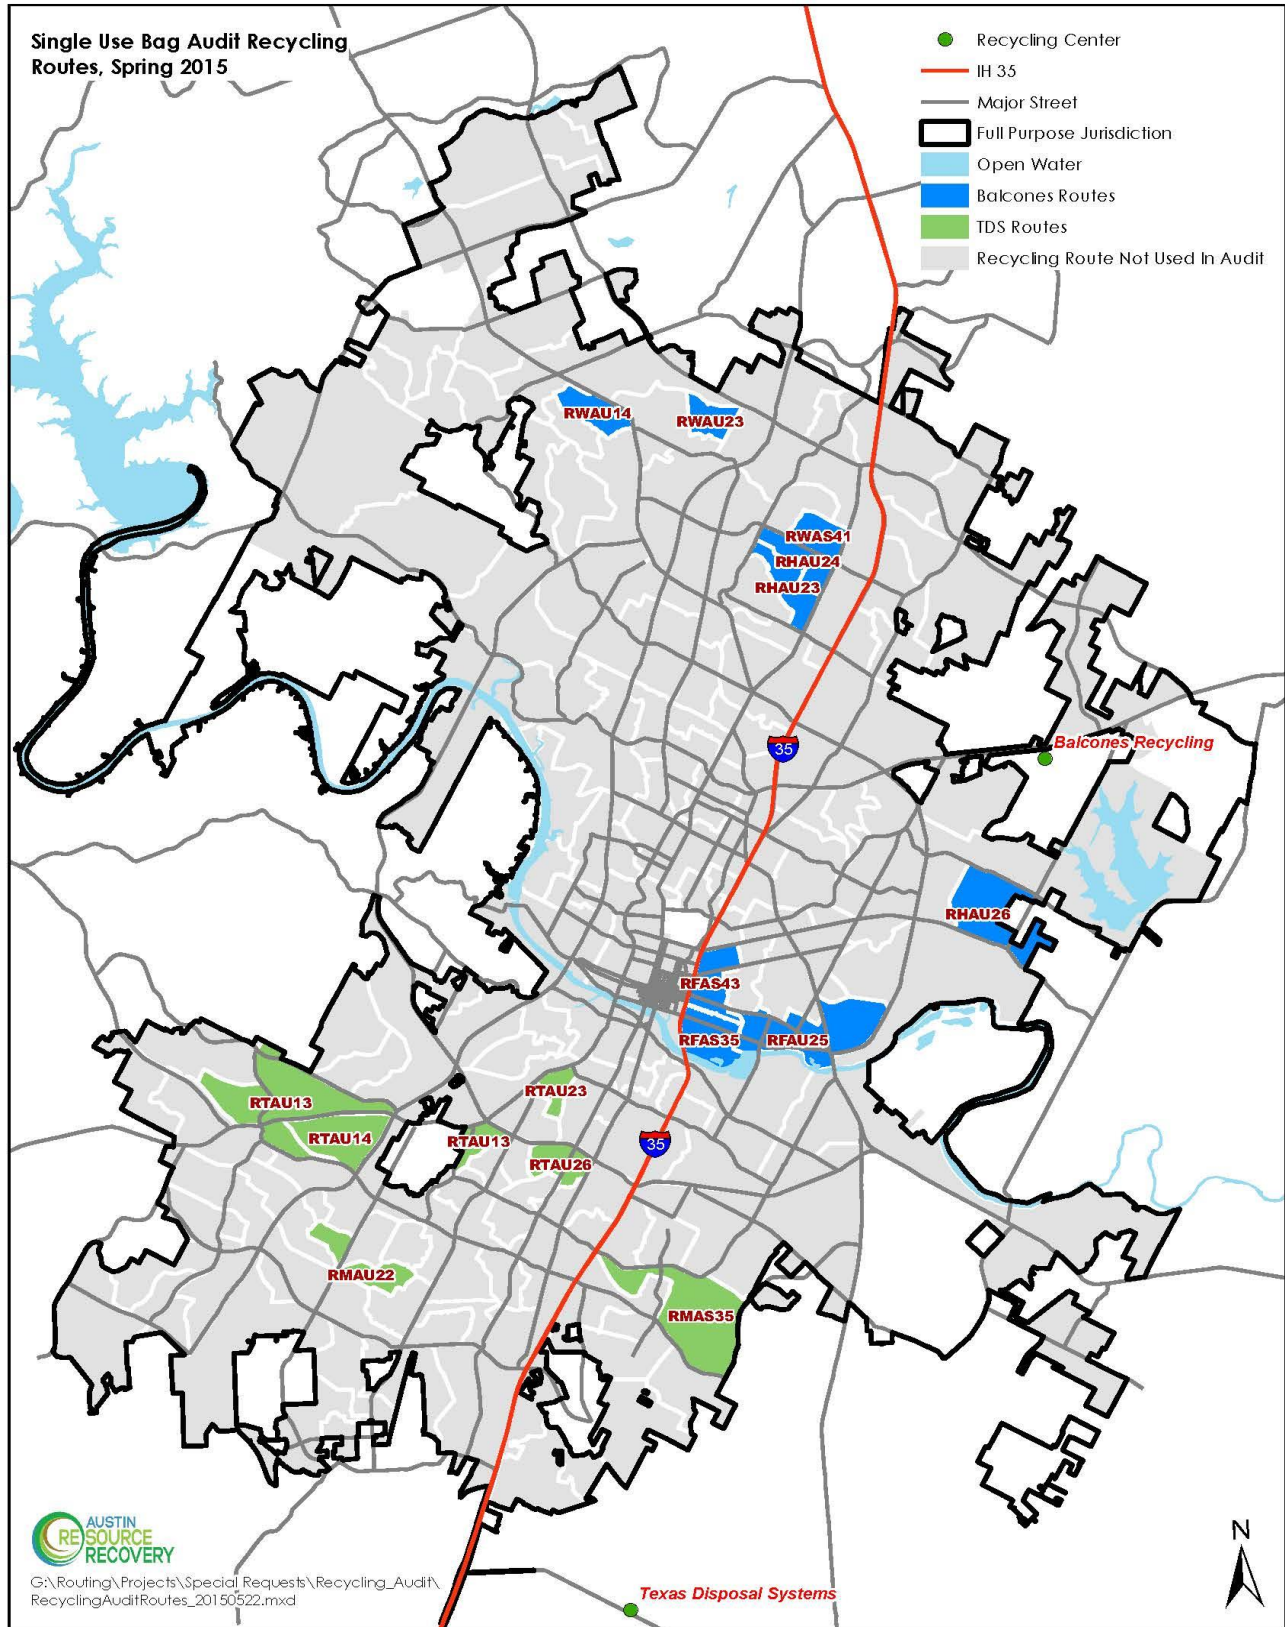 Single Use Bag Audit Recycling
Routes, Spring 2015
Recycling Center
IH 35
Major Street
Full Purpose Jurisdiction
Open Water
Balcones Routes
TDS Routes
Recycling Route Not Used In Audit
RWAU14
RWAU23
RWAS41
RHAU24
RHAU23
35
Balcones Recycling
RHAU26
RFAS43
RFAS35
RFAU25
RTAU23
RTAU13
RTAU14
RTAU13
35
RTAU26
RMAU22
RMAS35
AUSTIN
RESOURCE
RECOVERY
N
G:\Routing\Projects\Special Requests\Recycling_Audit\
RecyclingAuditRoutes_20150522.mxd
Texas Disposal Systems